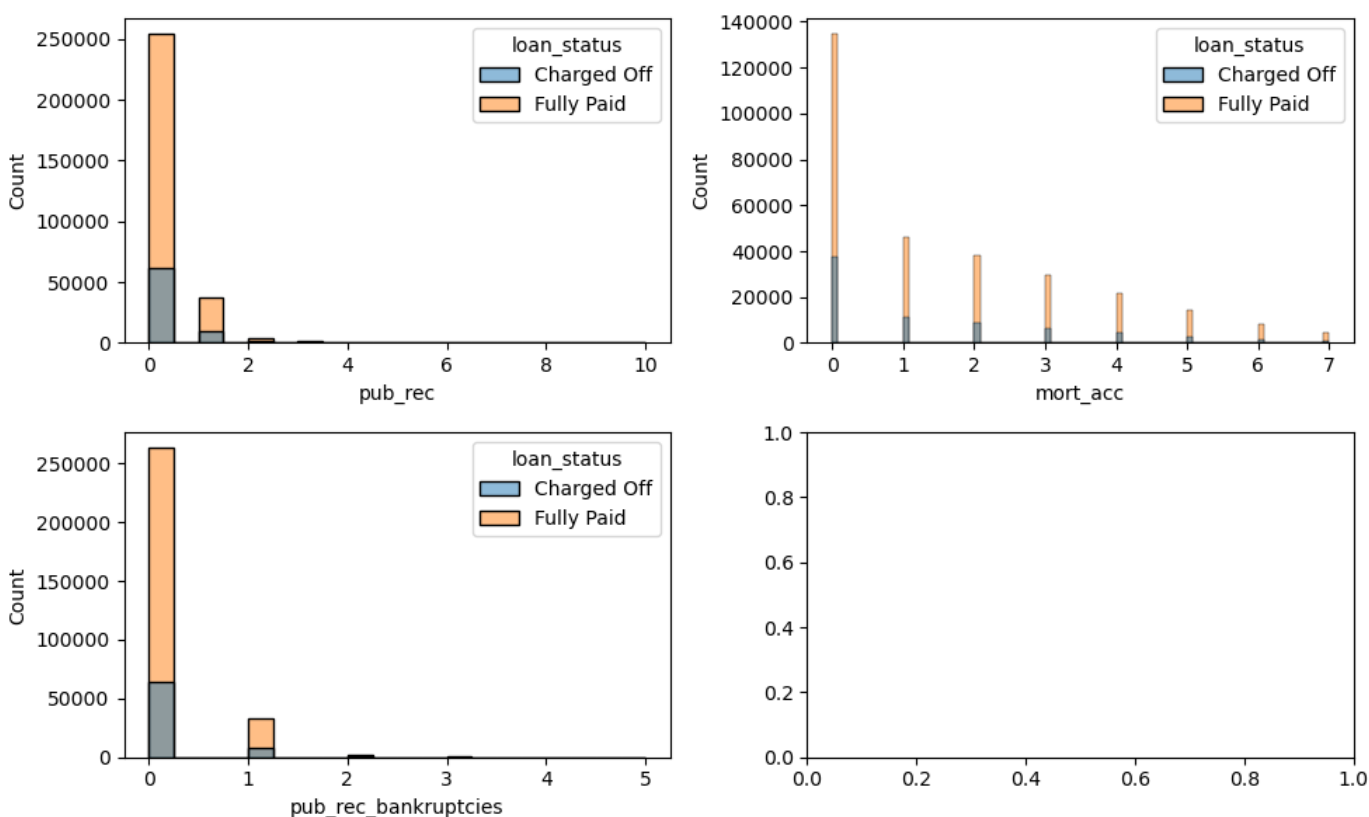 250000
200000
150000
100000
50000
0
Count
0 2 4 6 8 10
pub_rec
loan_status
Charged Off
Fully Paid
140000
120000
100000
80000
60000
40000
20000
0
Count
0 1 2 3 4 5 6 7
mort_acc
loan_status
Charged Off
Fully Paid
250000
200000
150000
100000
50000
0
Count
0 1 2 3 4 5
pub_rec_bankruptcies
loan_status
Charged Off
Fully Paid
1.0
0.8
0.6
0.4
0.2
0.0
0.0 0.2 0.4 0.6 0.8 1.0